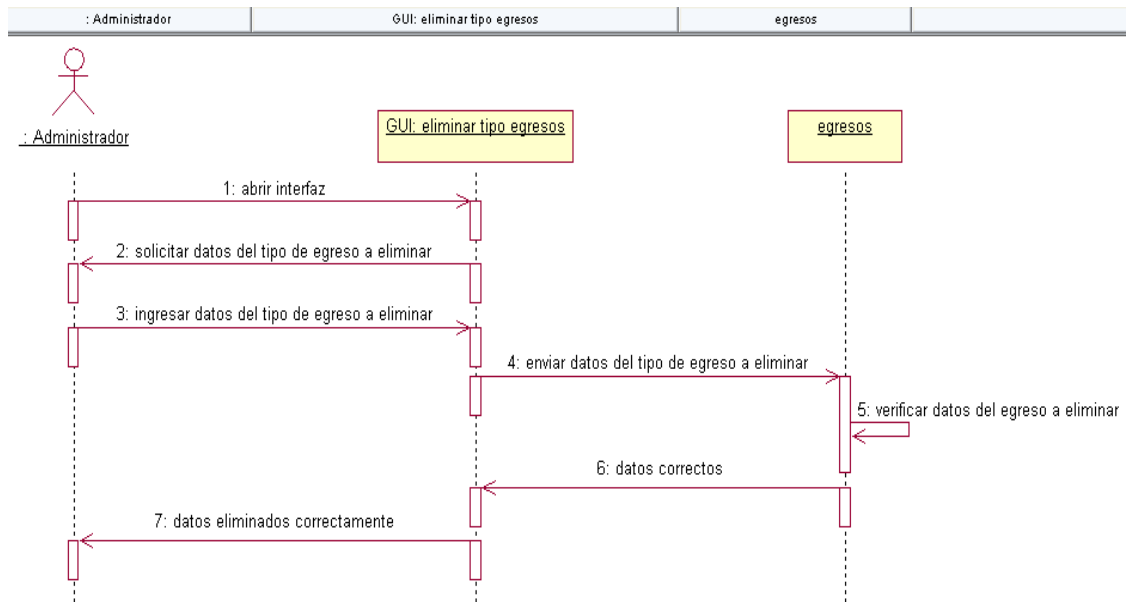 : Administrador
GUI: eliminar tipo egresos
egresos
: Administrador
GUI: eliminar tipo egresos
egresos
1: abrir interfaz
2: solicitar datos del tipo de egreso a eliminar
3: ingresar datos del tipo de egreso a eliminar
4: enviar datos del tipo de egreso a eliminar
5: verificar datos del egreso a eliminar
6: datos correctos
7: datos eliminados correctamente